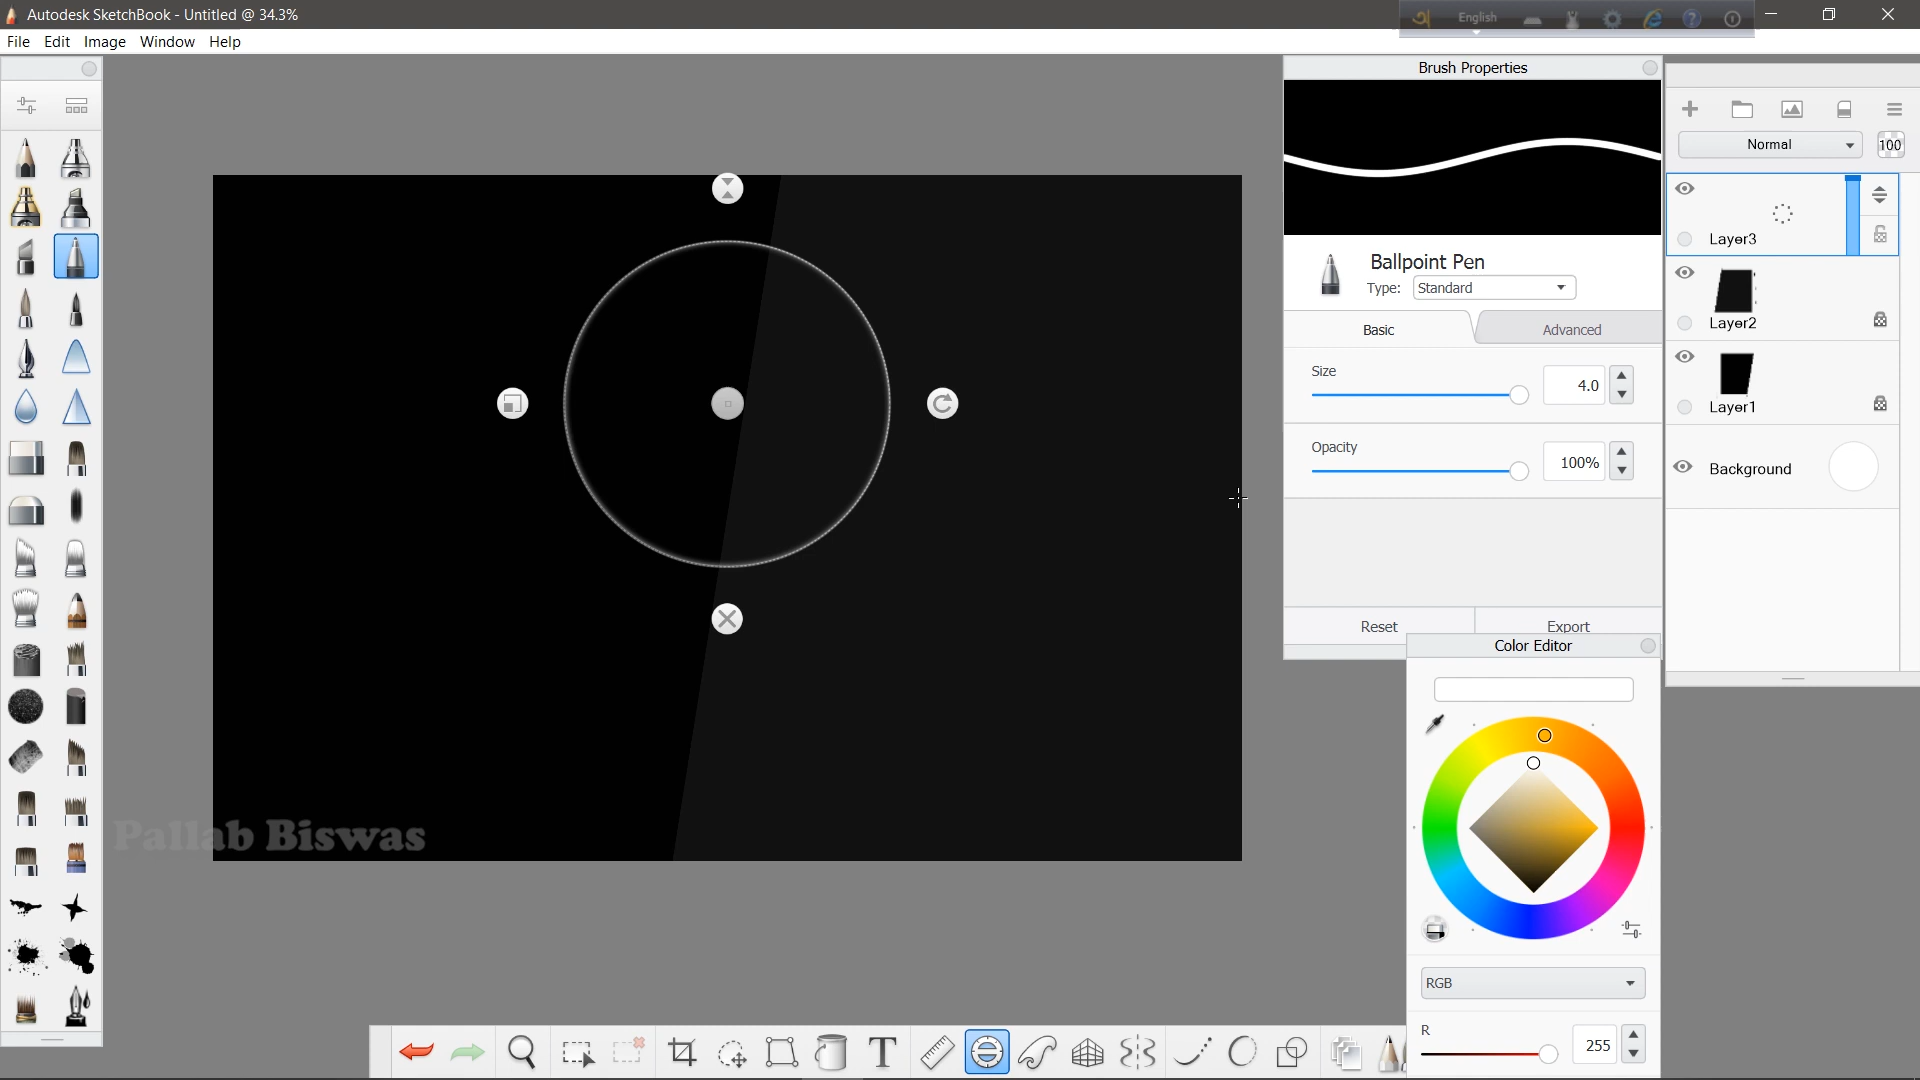 Autodesk SketchBook - Untitled @ 34.3%
English
File Edit Image Window Help
Brush Properties
Normal 100
Layer3
Ballpoint Pen
Type: Standard
Layer2
Basic Advanced
Size 4.0
Layer1
Opacity 100%
Background
Reset Export
Color Editor
Pallab Biswas
RGB
R 255
T